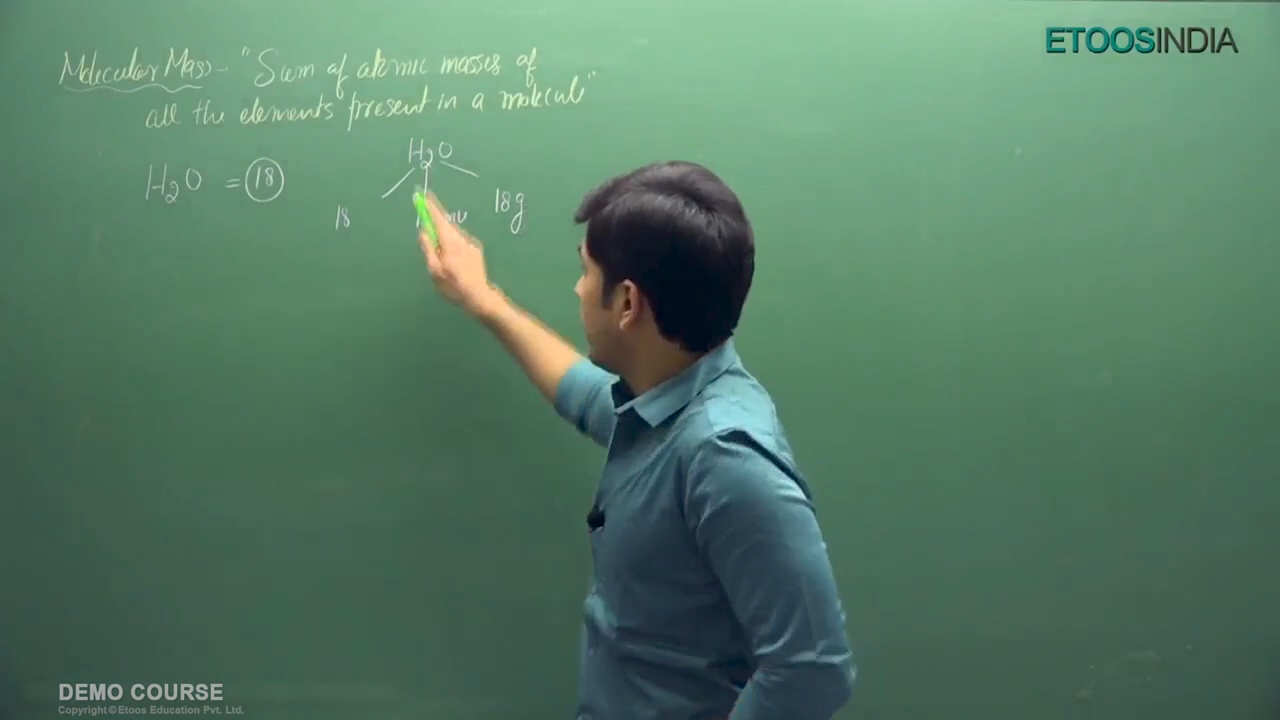 ETOOSINDIA
Molecular Mass - "Sum of atomic masses of
all the elements present in a molecule"
H₂O = 18
H₂O
18 18g
DEMO COURSE
Copyright©Etoos Education Pvt. Ltd.